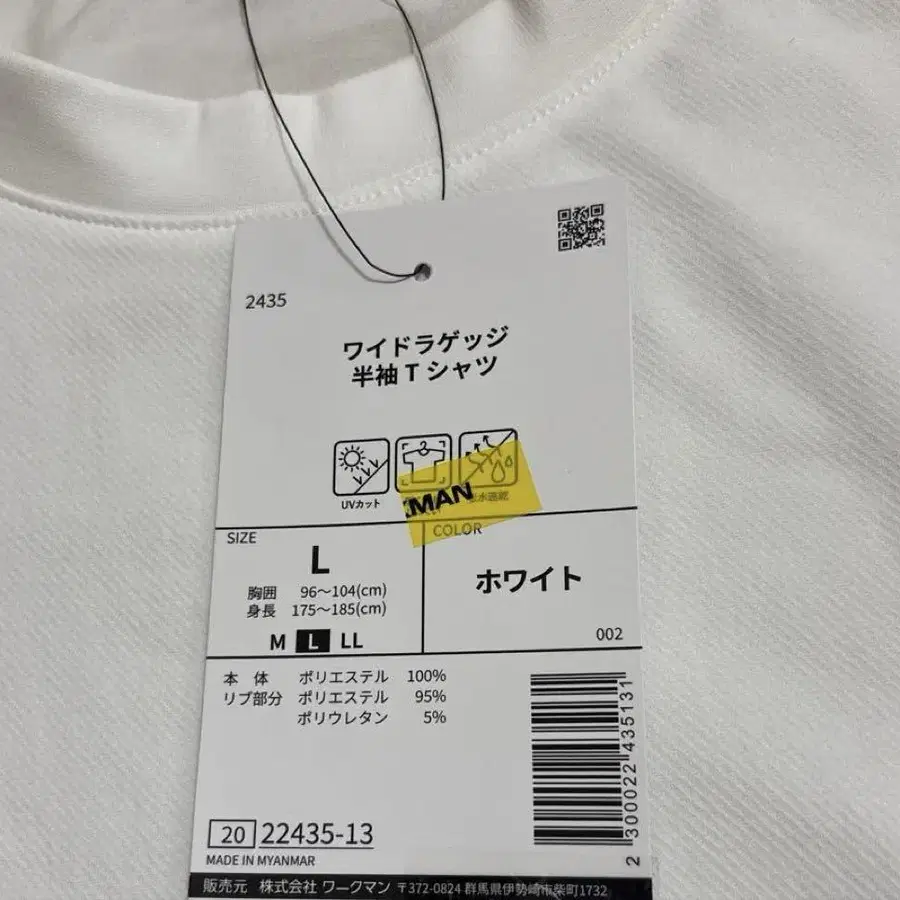 2435
ワイドラゲッジ
半袖Tシャツ
UVカット
KMAN
水速乾
SIZE
L
胸囲 96〜104(cm)
身長 175〜185(cm)
M L LL
COLOR
ホワイト
002
本 体 ポリエステル 100%
リブ部分 ポリエステル 95%
ポリウレタン 5%
20 22435-13
MADE IN MYANMAR
2300022435131
販売元 株式会社 ワークマン 〒372-0824 群馬県伊勢崎市柴町1732